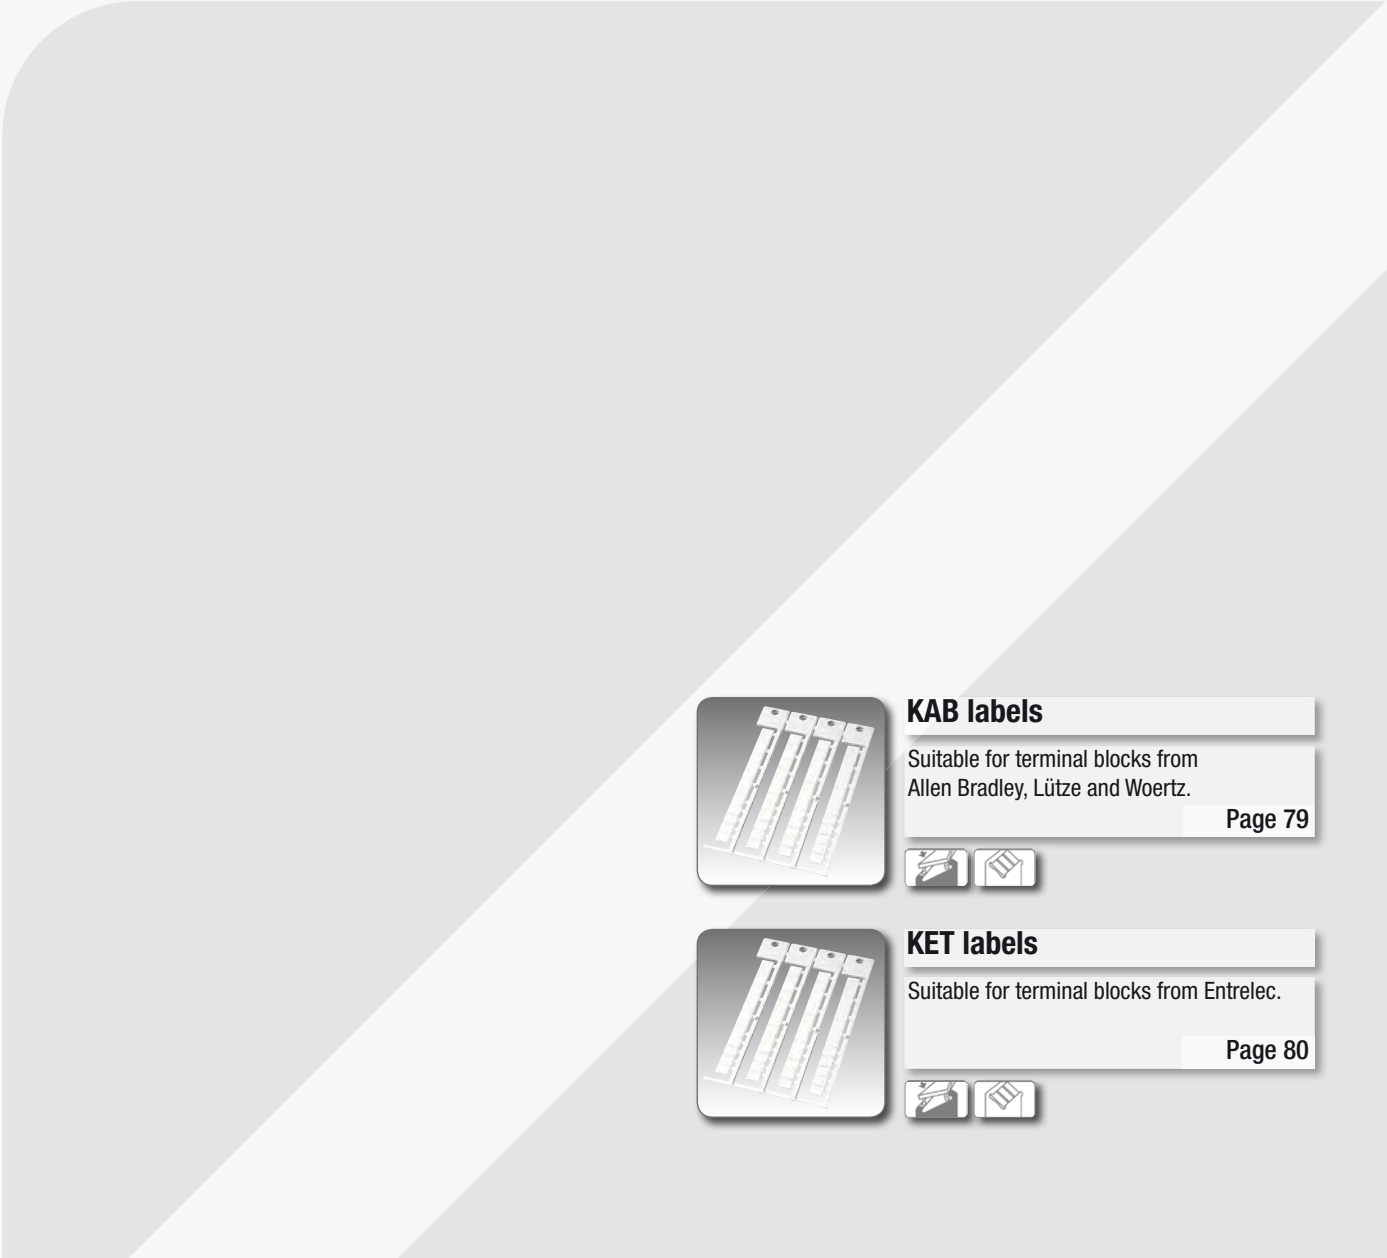 KAB labels
Suitable for terminal blocks from
Allen Bradley, Lütze and Woertz.
Page 79
KET labels
Suitable for terminal blocks from Entrelec.
Page 80